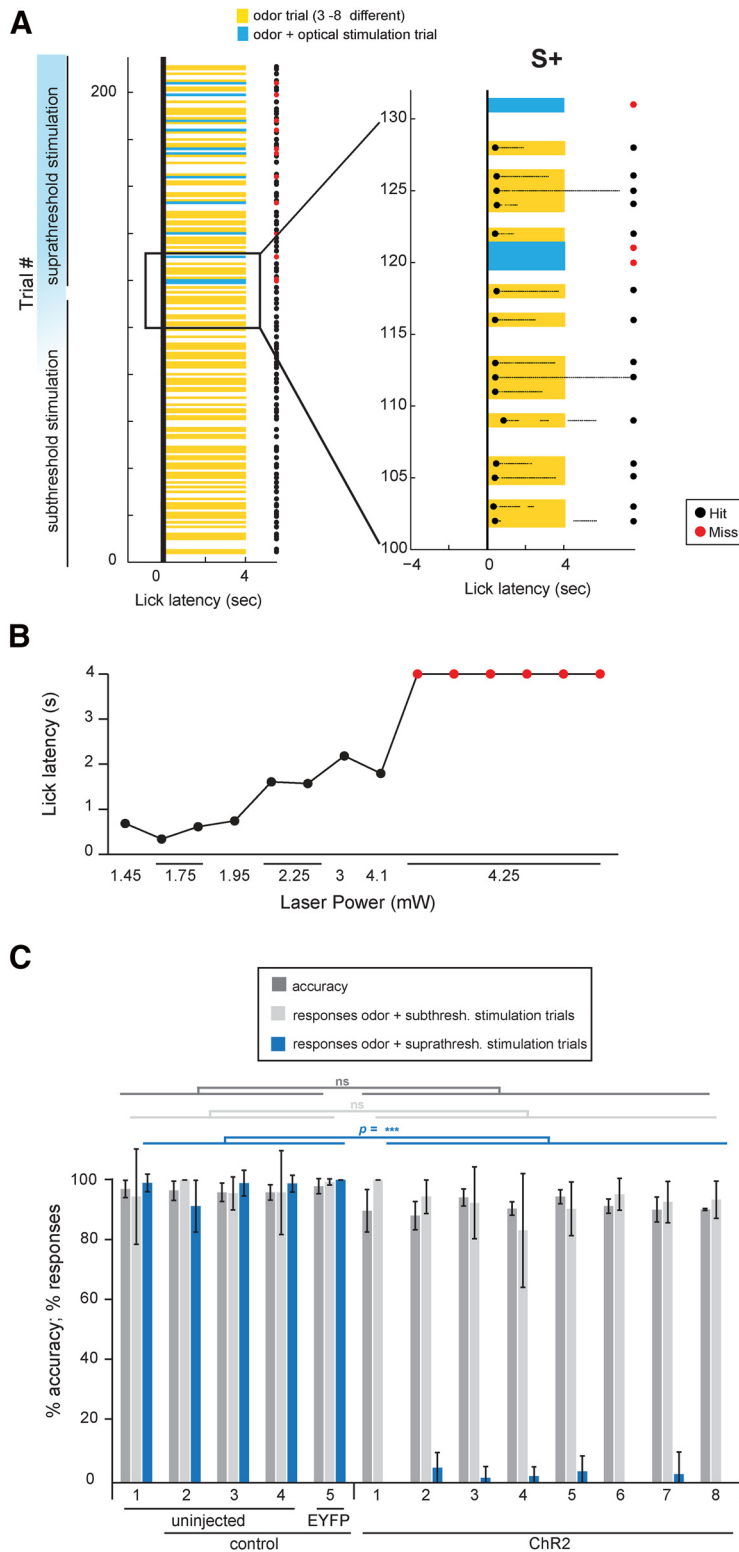 A
odor trial (3 -8 different)
odor + optical stimulation trial
S+
Trial #
suprathreshold stimulation
subthreshold stimulation
200
0
0
4
Lick latency (sec)
130
125
120
115
110
105
100
−4
0
4
Lick latency (sec)
Hit
Miss
B
Lick latency (s)
4
3
2
1
0
1.45
1.75
1.95
2.25
3
4.1
4.25
Laser Power (mW)
C
accuracy
responses odor + subthresh. stimulation trials
responses odor + suprathresh. stimulation trials
ns
ns
p = ***
% accuracy; % responses
100
80
60
40
20
0
1
2
3
4
5
1
2
3
4
5
6
7
8
uninjected
EYFP
control
ChR2